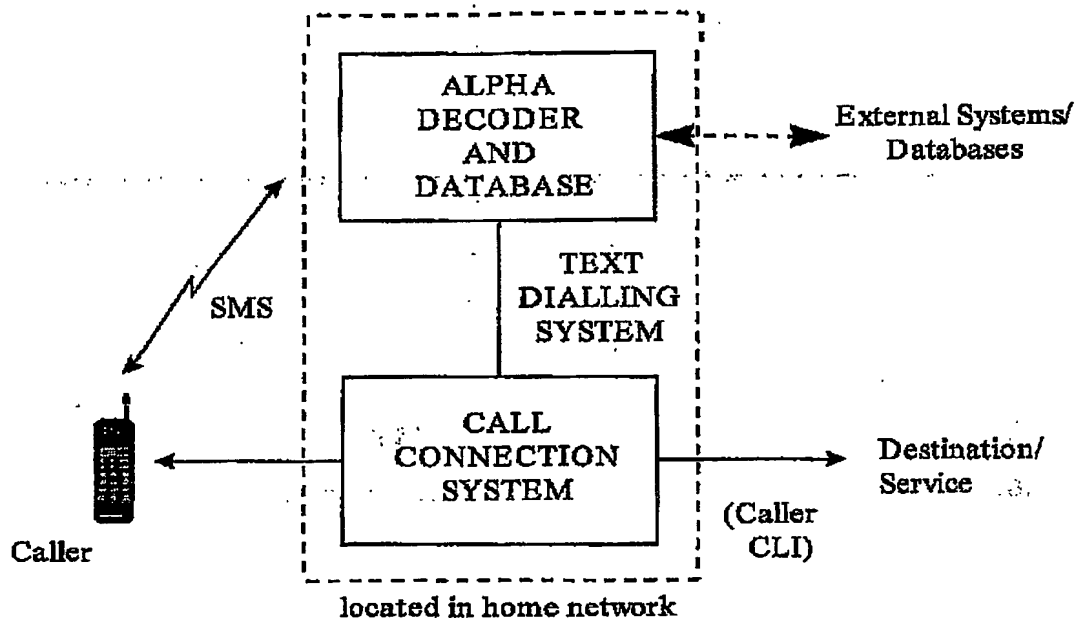 ALPHA
DECODER
AND
DATABASE
External Systems/
Databases
SMS
TEXT
DIALLING
SYSTEM
CALL
CONNECTION
SYSTEM
Destination/
Service
(Caller
CLI)
Caller
located in home network